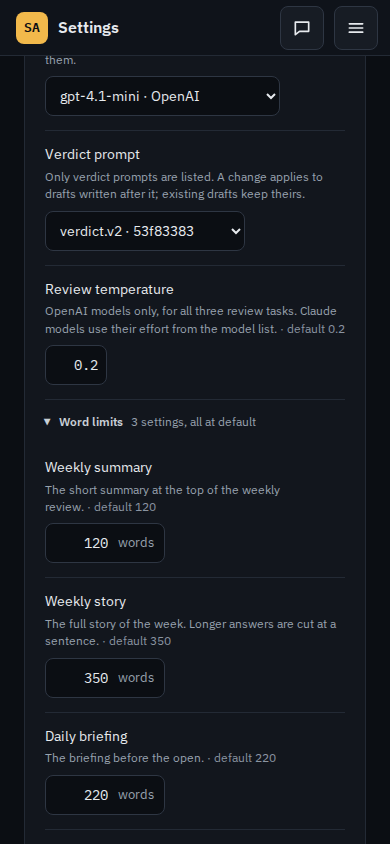 SA Settings
them.
gpt-4.1-mini · OpenAI
Verdict prompt
Only verdict prompts are listed. A change applies to
drafts written after it; existing drafts keep theirs.
verdict.v2 · 53f83383
Review temperature
OpenAI models only, for all three review tasks. Claude
models use their effort from the model list. · default 0.2
0.2
▼ Word limits 3 settings, all at default
Weekly summary
The short summary at the top of the weekly
review. · default 120
120 words
Weekly story
The full story of the week. Longer answers are cut at a
sentence. · default 350
350 words
Daily briefing
The briefing before the open. · default 220
220 words